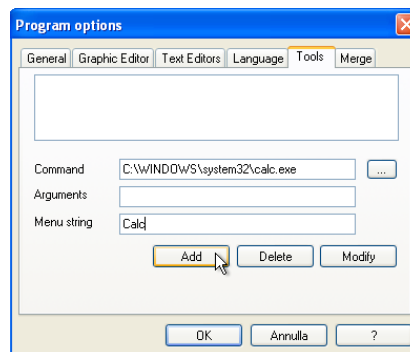 Program options
General Graphic Editor Text Editors Language Tools Merge
Command C:\WINDOWS\system32\calc.exe ...
Arguments
Menu string Calc
Add Delete Modify
OK Annulla ?